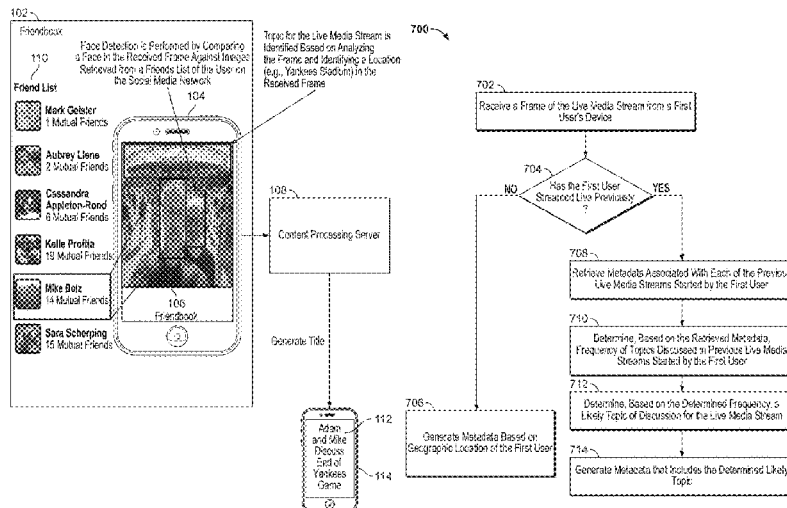 102
Friendbook
110
Friend List
Mark Geister
1 Mutual Friends
Aubrey Liene
2 Mutual Friends
Cassandra
Appleton-Rond
6 Mutual Friends
Kelle Profita
19 Mutual Friends
Mike Bolz
14 Mutual Friends
Sara Scherping
15 Mutual Friends
Face Detection is Performed by Comparing
a Face in the Received Frame Against Images
Retrieved from a Friends List of the User on
the Social Media Network
104
106
Friendbook
Topic for the Live Media Stream is
Identified Based on Analyzing
the Frame and Identifying a Location
(e.g., Yankees Stadium) in the
Received Frame
108
Content Processing Server
Generate Title
112
Adam
and Mike
Discuss
End of
Yankees
Game
114
700
702
Receive a Frame of the Live Media Stream from a First
User's Device
704
Has the First User
Streamed Live Previously
?
NO
YES
706
Generate Metadata Based on
Geographic Location of the First User
708
Retrieve Metadata Associated With Each of the Previous
Live Media Streams Started by the First User
710
Determine, Based on the Retrieved Metadata,
Frequency of Topics Discussed in Previous Live Media
Streams Started by the First User
712
Determine, Based on the Determined Frequency, a
Likely Topic of Discussion for the Live Media Stream
714
Generate Metadata that Includes the Determined Likely
Topic